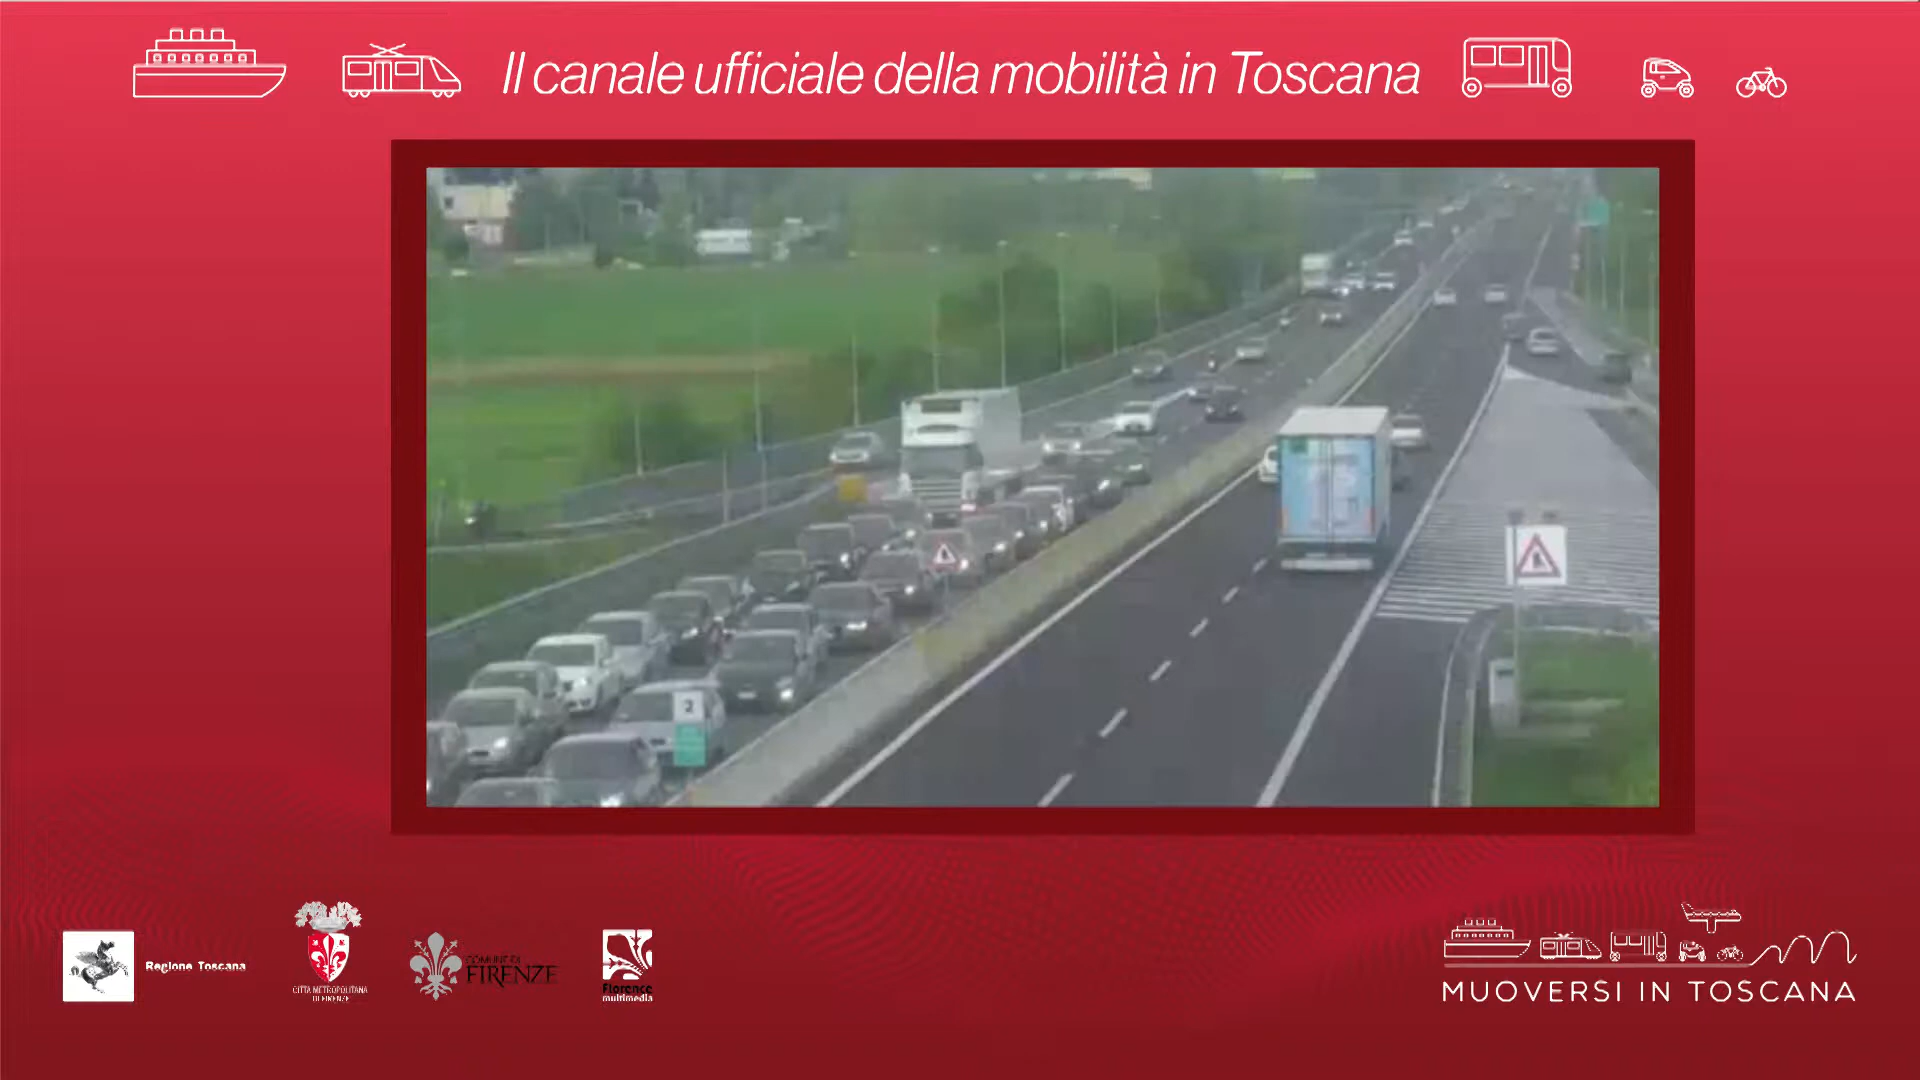 Il canale ufficiale della mobilità in Toscana
2
Regione Toscana
CITTÀ METROPOLITANA
DI FIRENZE
COMUNE DI
FIRENZE
Florence
multimedia
MUOVERSI IN TOSCANA